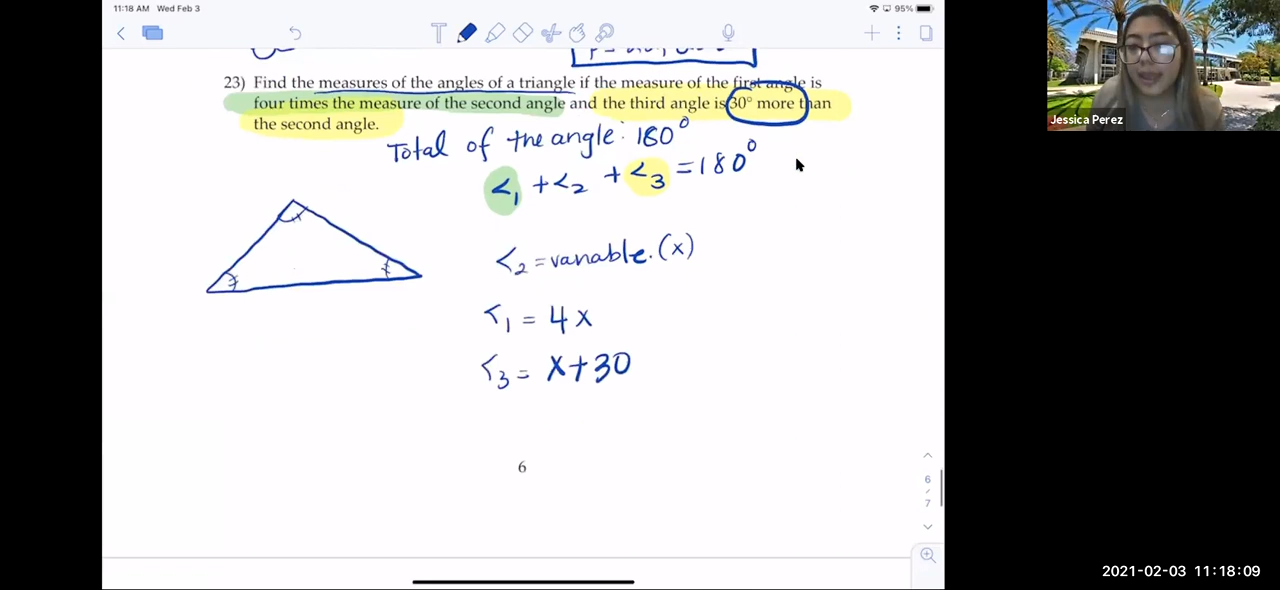 11:18 AM Wed Feb 3
95%
T
23) Find the measures of the angles of a triangle if the measure of the first angle is
four times the measure of the second angle and the third angle is 30° more than
the second angle.
Total of the angle: 180°
<1 + <2 + <3 = 180°
<2 = variable. (x)
<1 = 4x
<3 = x+30
6
6
/
7
Jessica Perez
2021-02-03 11:18:09